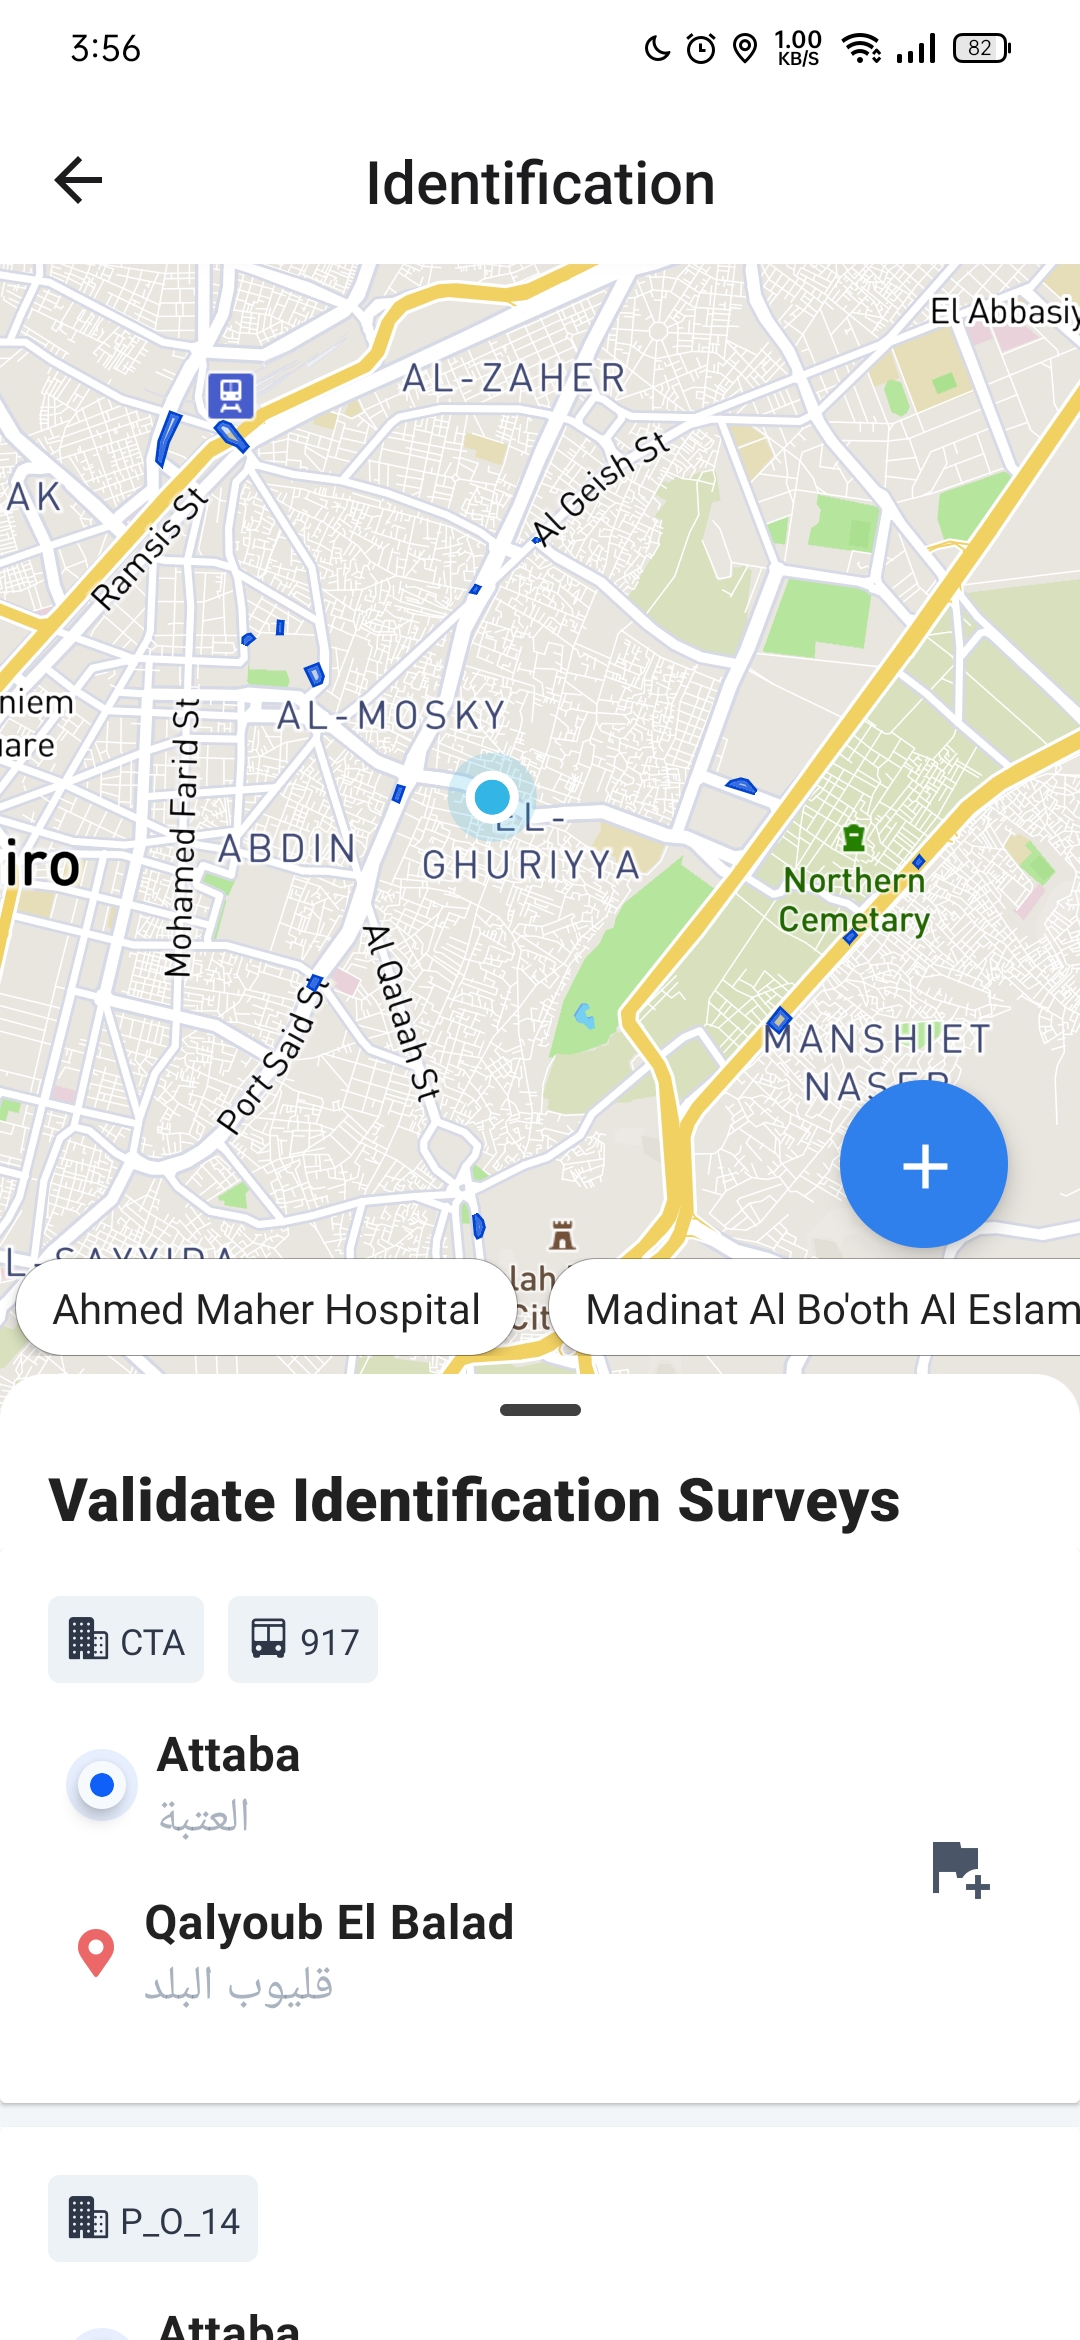 3:56
1.00
KB/S
82
Identification
El Abbasiy
AL-ZAHER
Al Geish St
AK
Ramsis St
niem
are
AL-MOSKY
Mohamed Farid St
EL-
GHURIYYA
ABDIN
iro
Northern
Cemetary
Al Qalaah St
Port Said St
MANSHIET
NASER
+
L-SAYYIDA
lah
Cit
Ahmed Maher Hospital
Madinat Al Bo'oth Al Eslam
Validate Identification Surveys
CTA
917
Attaba
العتبة
Qalyoub El Balad
قليوب البلد
P_O_14
Attaba